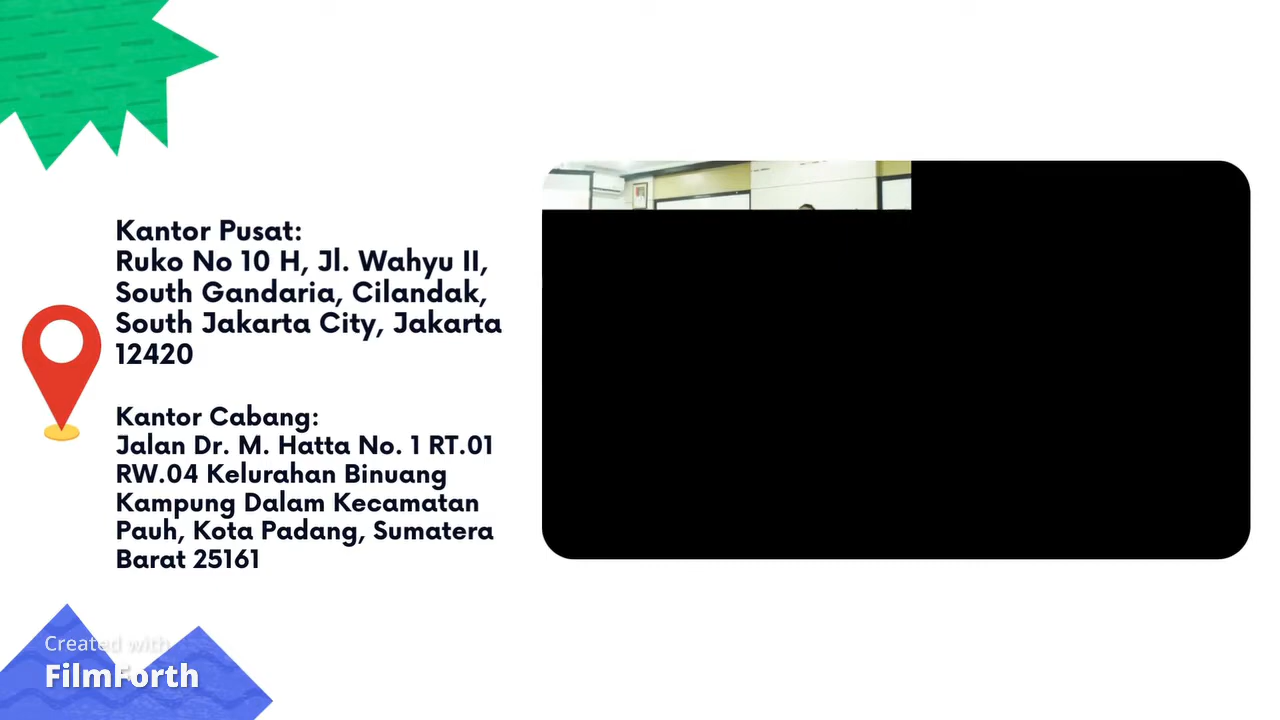 Kantor Pusat:
Ruko No 10 H, Jl. Wahyu II,
South Gandaria, Cilandak,
South Jakarta City, Jakarta
12420
Kantor Cabang:
Jalan Dr. M. Hatta No. 1 RT.01
RW.04 Kelurahan Binuang
Kampung Dalam Kecamatan
Pauh, Kota Padang, Sumatera
Barat 25161
Created with
FilmForth